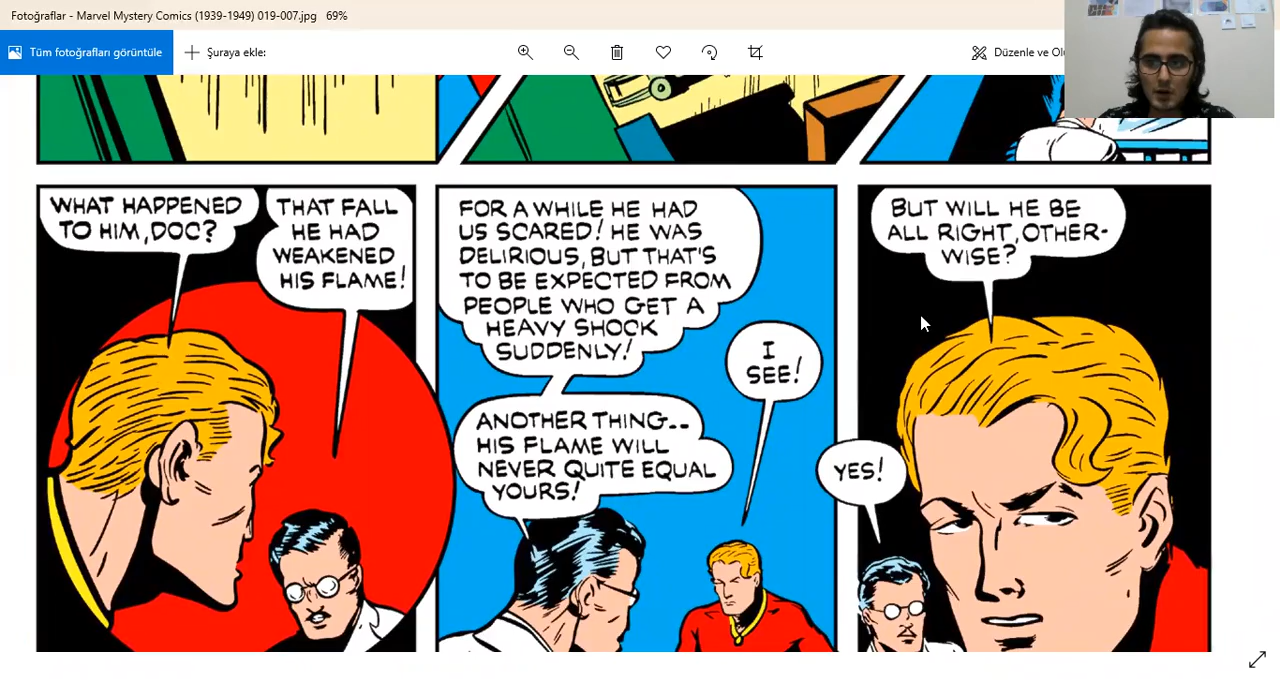 Fotoğraflar - Marvel Mystery Comics (1939-1949) 019-007.jpg 69%
Tüm fotoğrafları görüntüle
Şuraya ekle:
Düzenle ve Olu
WHAT HAPPENED
TO HIM, DOC?
THAT FALL
HE HAD
WEAKENED
HIS FLAME!
FOR A WHILE HE HAD
US SCARED! HE WAS
DELIRIOUS, BUT THAT'S
TO BE EXPECTED FROM
PEOPLE WHO GET A
HEAVY SHOCK
SUDDENLY!
I
SEE!
ANOTHER THING--
HIS FLAME WILL
NEVER QUITE EQUAL
YOURS!
BUT WILL HE BE
ALL RIGHT, OTHER-
WISE?
YES!